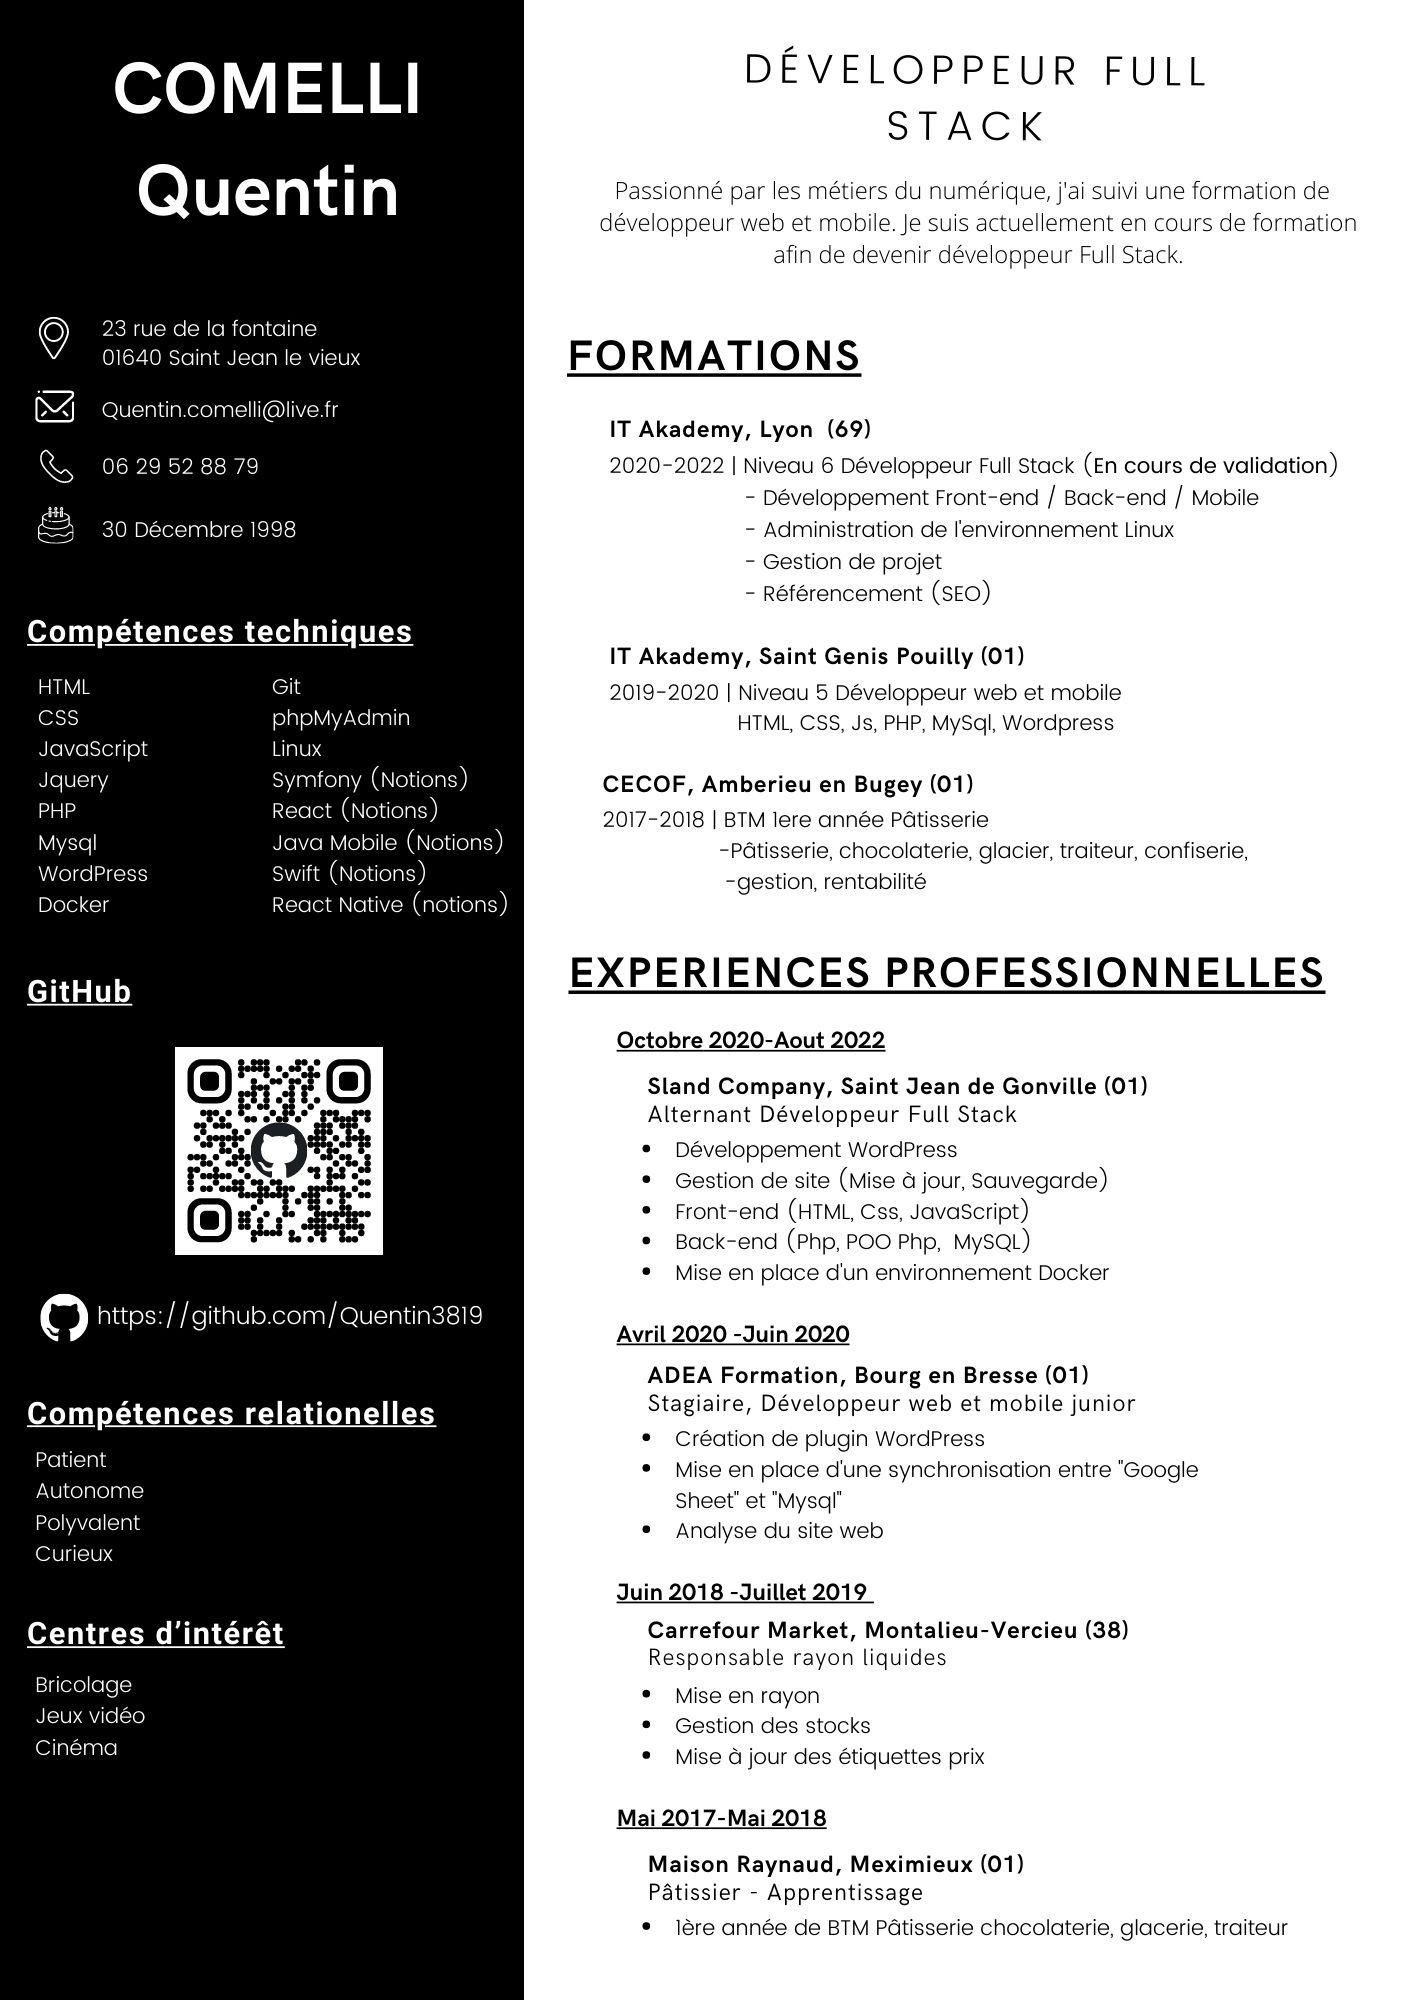 COMELLI
Quentin
23 rue de la fontaine
01640 Saint Jean le vieux
Quentin.comelli@live.fr
06 29 52 88 79
30 Décembre 1998
Compétences techniques
HTML
CSS
JavaScript
Jquery
PHP
Mysql
WordPress
Docker
Git
phpMyAdmin
Linux
Symfony (Notions)
React (Notions)
Java Mobile (Notions)
Swift (Notions)
React Native (notions)
GitHub
https://github.com/Quentin3819
Compétences relationelles
Patient
Autonome
Polyvalent
Curieux
Centres d’intérêt
Bricolage
Jeux vidéo
Cinéma
DÉVELOPPEUR FULL
STACK
Passionné par les métiers du numérique, j'ai suivi une formation de
développeur web et mobile. Je suis actuellement en cours de formation
afin de devenir développeur Full Stack.
FORMATIONS
IT Akademy, Lyon (69)
2020-2022 | Niveau 6 Développeur Full Stack (En cours de validation)
- Développement Front-end / Back-end / Mobile
- Administration de l'environnement Linux
- Gestion de projet
- Référencement (SEO)
IT Akademy, Saint Genis Pouilly (01)
2019-2020 | Niveau 5 Développeur web et mobile
HTML, CSS, Js, PHP, MySql, Wordpress
CECOF, Amberieu en Bugey (01)
2017-2018 | BTM 1ere année Pâtisserie
-Pâtisserie, chocolaterie, glacier, traiteur, confiserie,
-gestion, rentabilité
EXPERIENCES PROFESSIONNELLES
Octobre 2020-Aout 2022
Sland Company, Saint Jean de Gonville (01)
Alternant Développeur Full Stack
• Développement WordPress
• Gestion de site (Mise à jour, Sauvegarde)
• Front-end (HTML, Css, JavaScript)
• Back-end (Php, POO Php, MySQL)
• Mise en place d'un environnement Docker
Avril 2020 -Juin 2020
ADEA Formation, Bourg en Bresse (01)
Stagiaire, Développeur web et mobile junior
• Création de plugin WordPress
• Mise en place d'une synchronisation entre "Google
Sheet" et "Mysql"
• Analyse du site web
Juin 2018 -Juillet 2019
Carrefour Market, Montalieu-Vercieu (38)
Responsable rayon liquides
• Mise en rayon
• Gestion des stocks
• Mise à jour des étiquettes prix
Mai 2017-Mai 2018
Maison Raynaud, Meximieux (01)
Pâtissier - Apprentissage
• 1ère année de BTM Pâtisserie chocolaterie, glacerie, traiteur